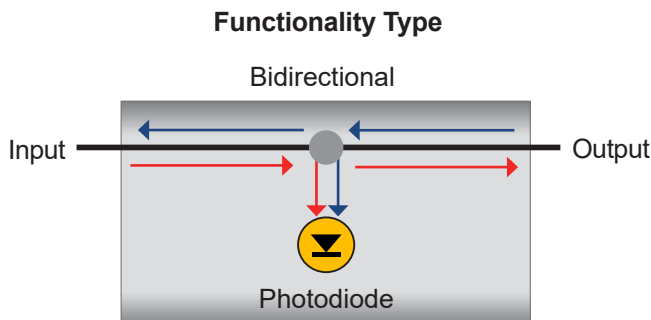 Functionality Type
Bidirectional
Input
Output
Photodiode